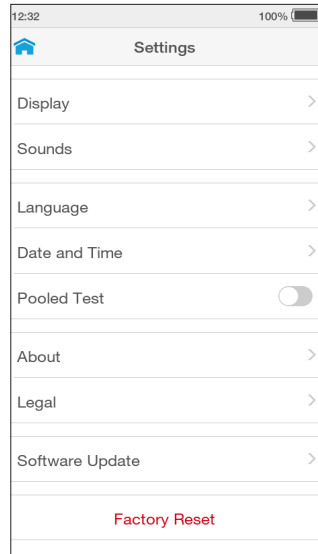 12:32 100%
Settings
Display
Sounds
Language
Date and Time
Pooled Test
About
Legal
Software Update
Factory Reset